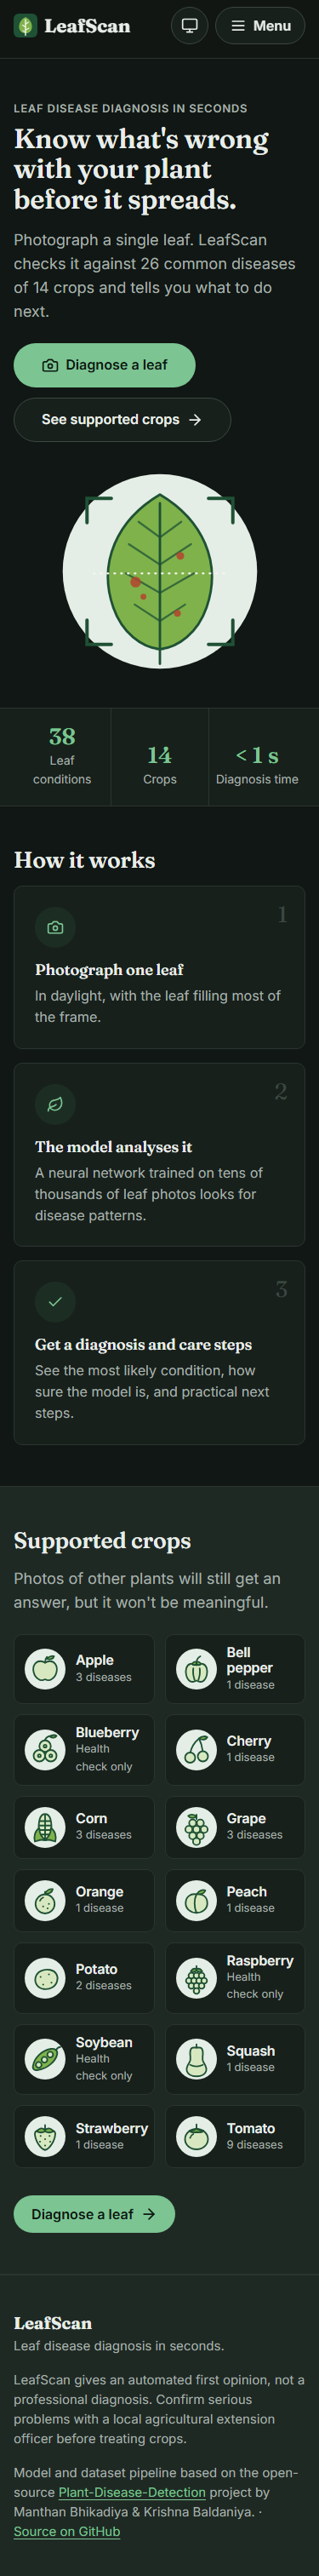 LeafScan
Menu
LEAF DISEASE DIAGNOSIS IN SECONDS
Know what's wrong
with your plant
before it spreads.
Photograph a single leaf. LeafScan
checks it against 26 common diseases
of 14 crops and tells you what to do
next.
Diagnose a leaf
See supported crops
38
Leaf
conditions
14
Crops
< 1 s
Diagnosis time
How it works
1
Photograph one leaf
In daylight, with the leaf filling most of
the frame.
2
The model analyses it
A neural network trained on tens of
thousands of leaf photos looks for
disease patterns.
3
Get a diagnosis and care steps
See the most likely condition, how
sure the model is, and practical next
steps.
Supported crops
Photos of other plants will still get an
answer, but it won't be meaningful.
Apple
3 diseases
Bell
pepper
1 disease
Blueberry
Health
check only
Cherry
1 disease
Corn
3 diseases
Grape
3 diseases
Orange
1 disease
Peach
1 disease
Potato
2 diseases
Raspberry
Health
check only
Soybean
Health
check only
Squash
1 disease
Strawberry
1 disease
Tomato
9 diseases
Diagnose a leaf
LeafScan
Leaf disease diagnosis in seconds.
LeafScan gives an automated first opinion, not a
professional diagnosis. Confirm serious
problems with a local agricultural extension
officer before treating crops.
Model and dataset pipeline based on the open-
source Plant-Disease-Detection project by
Manthan Bhikadiya & Krishna Baldaniya. ·
Source on GitHub